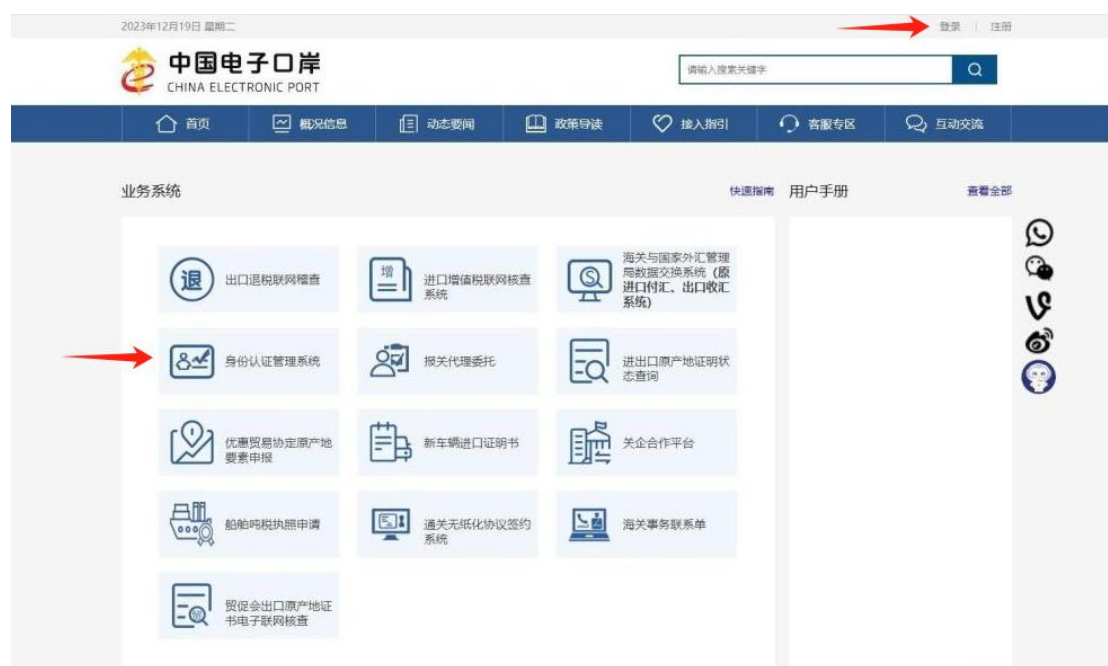 2023年12月19日 星期二
登录 | 注册
中国电子口岸
CHINA ELECTRONIC PORT
请输入搜索关键字
首页 概况信息 动态要闻 政策导读 接入指引 客服专区 互动交流
业务系统 快速指南 用户手册 查看全部
退
出口退税联网稽查
增
进口增值税联网核查
系统
海关与国家外汇管理
局数据交换系统（原
进口付汇、出口收汇
系统）
身份认证管理系统
报关代理委托
进出口原产地证明状
态查询
优惠贸易协定原产地
要素申报
新车辆进口证明书
关企合作平台
船舶吨税执照申请
通关无纸化协议签约
系统
海关事务联系单
贸促会出口原产地证
书电子联网核查